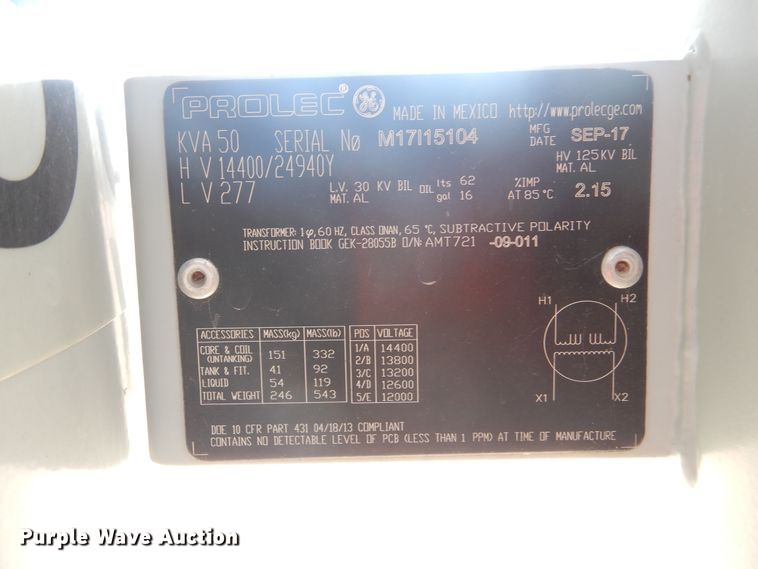 PROLEC® GE MADE IN MEXICO http://www.prolecge.com
KVA 50 SERIAL Nø M17I15104 MFG DATE SEP-17
H V 14400/24940Y HV 125KV BIL MAT. AL
L V 277 L.V. 30 KV BIL MAT. AL OIL lts 62 gal 16 %IMP AT 85°C 2.15
TRANSFORMER: 1φ, 60 HZ, CLASS ONAN, 65 °C, SUBTRACTIVE POLARITY
INSTRUCTION BOOK GEK-28055B O/N: AMT721 -09-011
H1 H2
ACCESSORIES MASS(kg) MASS(lb)
CORE & COIL (UNTANKING) 151 332
TANK & FIT. 41 92
LIQUID 54 119
TOTAL WEIGHT 246 543
POS VOLTAGE
1/A 14400
2/B 13800
3/C 13200
4/D 12600
5/E 12000
X1 X2
DOE 10 CFR PART 431 04/18/13 COMPLIANT
CONTAINS NO DETECTABLE LEVEL OF PCB (LESS THAN 1 PPM) AT TIME OF MANUFACTURE
Purple Wave Auction